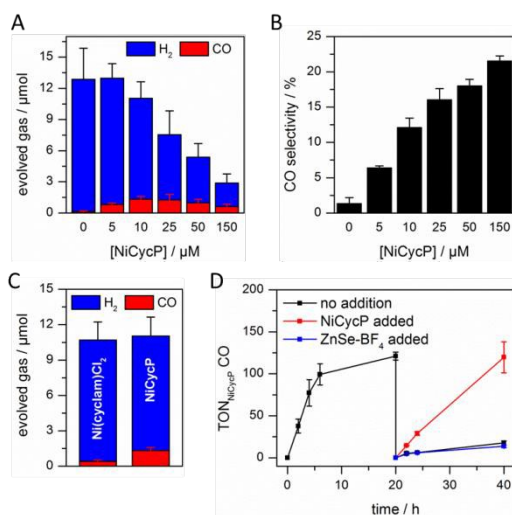 A
H₂ CO
evolved gas / µmol
15
12
9
6
3
0
0 5 10 25 50 150
[NiCycP] / µM
B
CO selectivity / %
25
20
15
10
5
0
0 5 10 25 50 150
[NiCycP] / µM
C
H₂ CO
evolved gas / µmol
15
12
9
6
3
0
Ni(cyclam)Cl₂
NiCycP
D
no addition
NiCycP added
ZnSe-BF₄ added
TON NiCycP CO
200
150
100
50
0
0 10 20 30 40
time / h